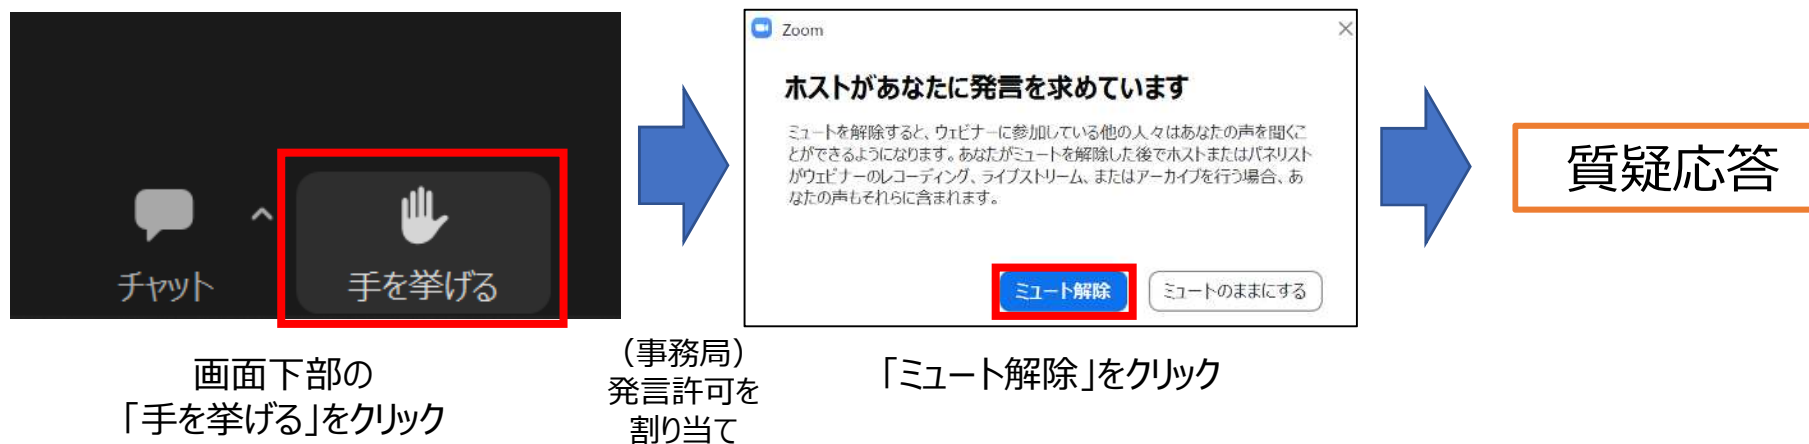 チャット
手を挙げる
画面下部の
「手を挙げる」をクリック
（事務局）
発言許可を
割り当て
Zoom
ホストがあなたに発言を求めています
ミュートを解除すると、ウェビナーに参加している他の人々はあなたの声を聞くこ
とができるようになります。あなたがミュートを解除した後でホストまたはパネリスト
がウェビナーのレコーディング、ライブストリーム、またはアーカイブを行う場合、あ
なたの声もそれらに含まれます。
ミュート解除
ミュートのままにする
「ミュート解除」をクリック
質疑応答